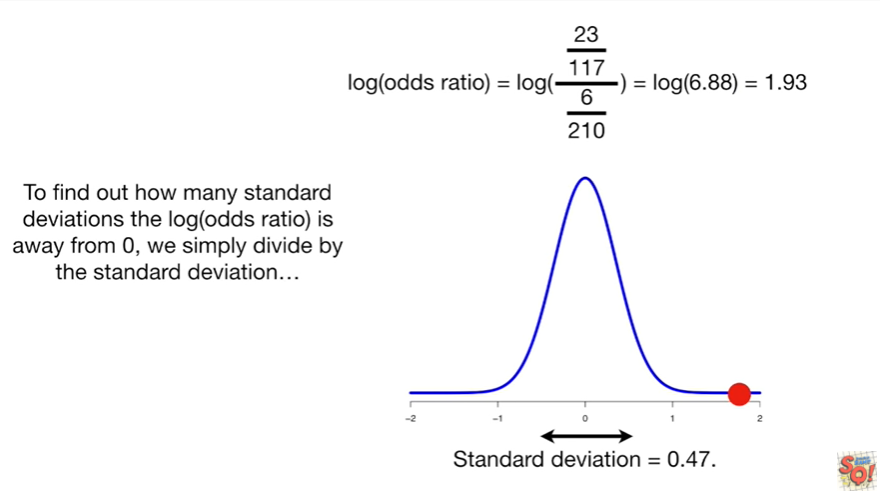 23
117
log(odds ratio) = log( ) = log(6.88) = 1.93
6
210
To find out how many standard
deviations the log(odds ratio) is
away from 0, we simply divide by
the standard deviation…
−2 −1 0 1 2
Standard deviation = 0.47.
SQ!